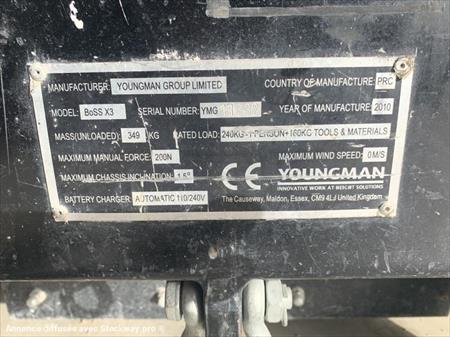 MANUFACTURER: YOUNGMAN GROUP LIMITED COUNTRY OF MANUFACTURE: PRC
MODEL: BoSS X3 SERIAL NUMBER: YMG YEAR OF MANUFACTURE: 2010
MASS(UNLOADED): 349 KG RATED LOAD: 240KG-1 PERSON+160KG TOOLS & MATERIALS
MAXIMUM MANUAL FORCE: 200N MAXIMUM WIND SPEED: 0 M/S
MAXIMUM CHASSIS INCLINATION: 1.5° CE YOUNGMAN
INNOVATIVE WORK AT HEIGHT SOLUTIONS
BATTERY CHARGER: AUTOMATIC 110/240V The Causeway, Maldon, Essex, CM9 4LJ United Kingdom
Annonce diffusée avec Stockway pro ®